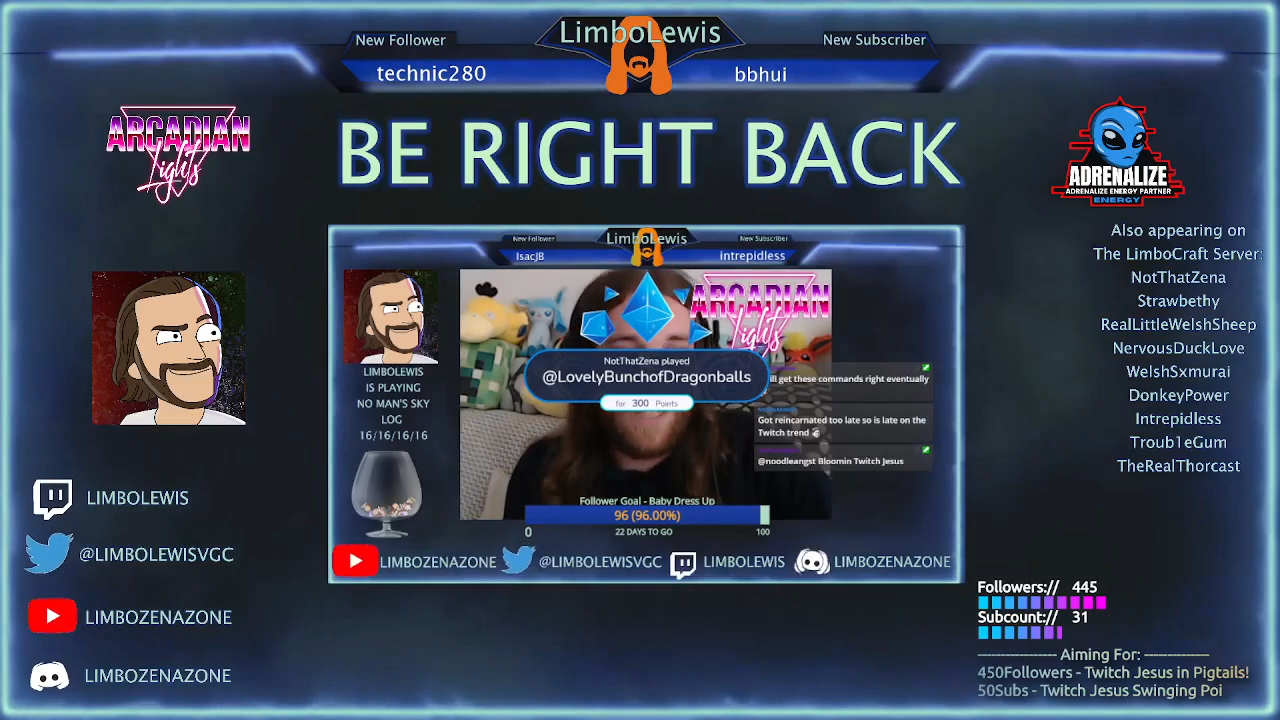 New Follower
LimboLewis
New Subscriber
technic280
bbhui
ARCADIAN
Lights
BE RIGHT BACK
ADRENALIZE
ADRENALIZE ENERGY PARTNER
ENERGY
Also appearing on
The LimboCraft Server:
NotThatZena
Strawbethy
RealLittleWelshSheep
NervousDuckLove
WelshSxmurai
DonkeyPower
Intrepidless
Troub1eGum
TheRealThorcast
New Follower
LimboLewis
New Subscriber
IsacJB
intrepidless
ARCADIAN
Lights
LIMBOLEWIS
IS PLAYING
NO MAN'S SKY
LOG
16/16/16/16
NotThatZena played
@LovelyBunchofDragonballs
for 300 Points
ill get these commands right eventually
Got reincarnated too late so is late on the
Twitch trend
@noodleangst Bloomin Twitch Jesus
Follower Goal - Baby Dress Up
96 (96.00%)
0
22 DAYS TO GO
100
LIMBOZENAZONE
@LIMBOLEWISVGC
LIMBOLEWIS
LIMBOZENAZONE
LIMBOLEWIS
@LIMBOLEWISVGC
LIMBOZENAZONE
LIMBOZENAZONE
Followers// 445
Subcount:// 31
----------------- Aiming For: --------------
450Followers - Twitch Jesus in Pigtails!
50Subs - Twitch Jesus Swinging Poi